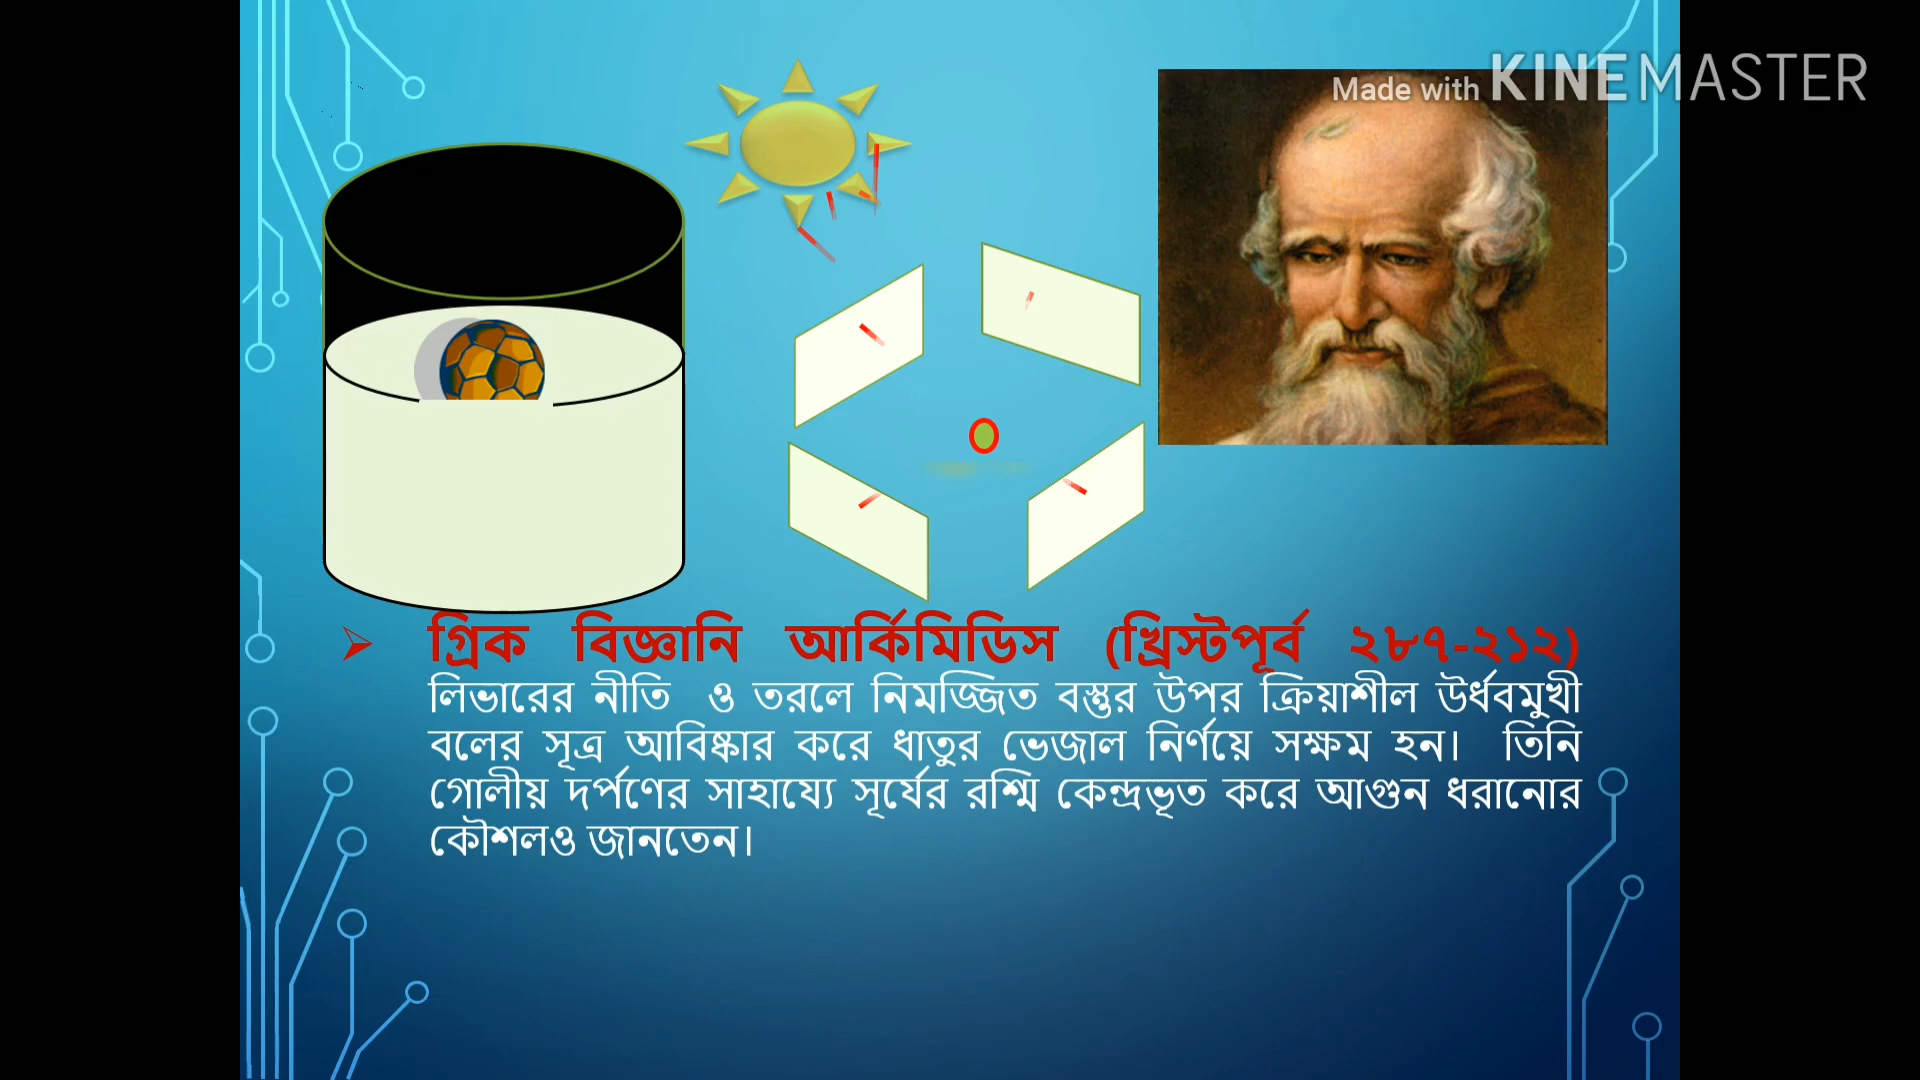 Made with KINEMASTER
➢ গ্রিক বিজ্ঞানি আর্কিমিডিস (খ্রিস্টপূর্ব ২৮৭-২১২)
লিভারের নীতি ও তরলে নিমজ্জিত বস্তুর উপর ক্রিয়াশীল উর্ধবমুখী
বলের সূত্র আবিষ্কার করে ধাতুর ভেজাল নির্ণয়ে সক্ষম হন। তিনি
গোলীয় দর্পণের সাহায্যে সূর্যের রশ্মি কেন্দ্রভূত করে আগুন ধরানোর
কৌশলও জানতেন।